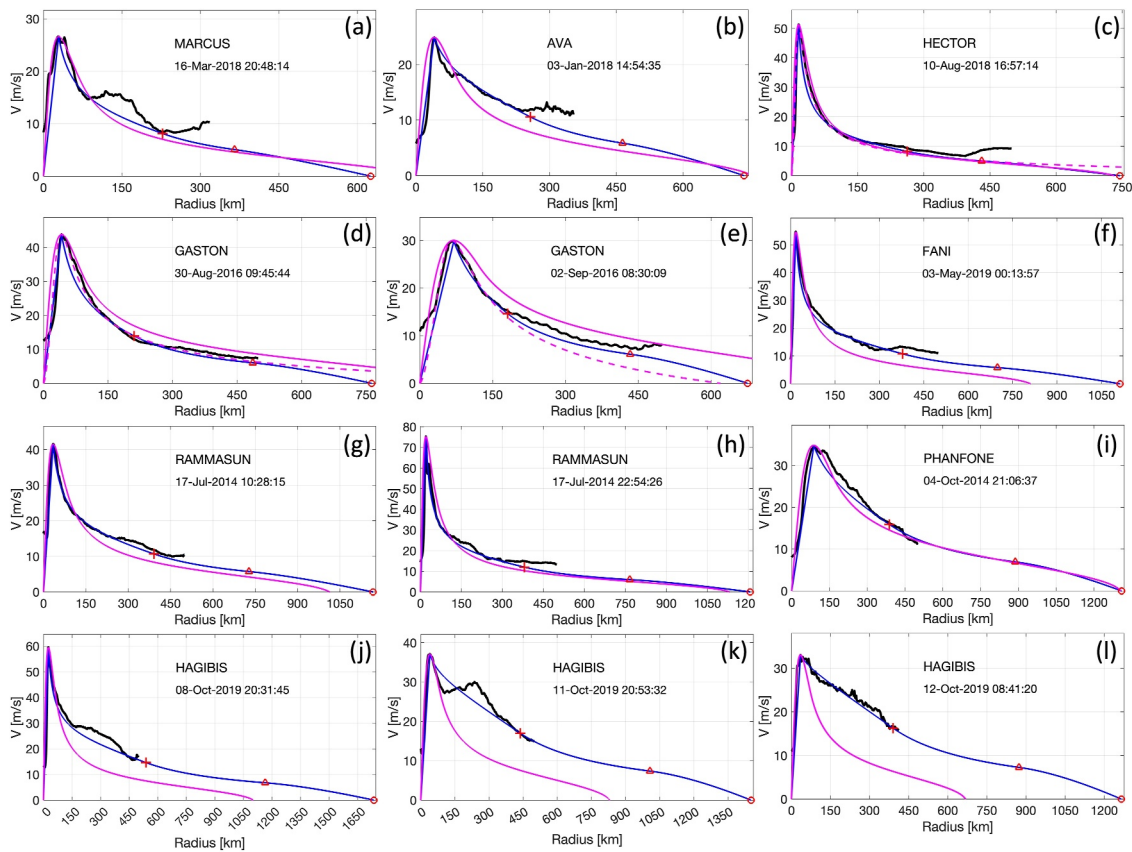 (a)
MARCUS
16-Mar-2018 20:48:14
V [m/s]
30
20
10
0
0 150 300 450 600
Radius [km]
(b)
AVA
03-Jan-2018 14:54:35
V [m/s]
20
10
0
0 150 300 450 600
Radius [km]
(c)
HECTOR
10-Aug-2018 16:57:14
V [m/s]
50
40
30
20
10
0
0 150 300 450 600 750
Radius [km]
(d)
GASTON
30-Aug-2016 09:45:44
V [m/s]
40
30
20
10
0
0 150 300 450 600 750
Radius [km]
(e)
GASTON
02-Sep-2016 08:30:09
V [m/s]
30
20
10
0
0 150 300 450 600
Radius [km]
(f)
FANI
03-May-2019 00:13:57
V [m/s]
50
40
30
20
10
0
0 150 300 450 600 750 900 1050
Radius [km]
(g)
RAMMASUN
17-Jul-2014 10:28:15
V [m/s]
40
30
20
10
0
0 150 300 450 600 750 900 1050
Radius [km]
(h)
RAMMASUN
17-Jul-2014 22:54:26
V [m/s]
80
70
60
50
40
30
20
10
0
0 150 300 450 600 750 900 1050 1200
Radius [km]
(i)
PHANFONE
04-Oct-2014 21:06:37
V [m/s]
30
20
10
0
0 150 300 450 600 750 900 1050 1200
Radius [km]
(j)
HAGIBIS
08-Oct-2019 20:31:45
V [m/s]
60
50
40
30
20
10
0
0 150 300 450 600 750 900 1050 1200 1350 1500 1650
Radius [km]
(k)
HAGIBIS
11-Oct-2019 20:53:32
V [m/s]
40
30
20
10
0
0 150 300 450 600 750 900 1050 1200 1350
Radius [km]
(l)
HAGIBIS
12-Oct-2019 08:41:20
V [m/s]
30
20
10
0
0 150 300 450 600 750 900 1050 1200
Radius [km]